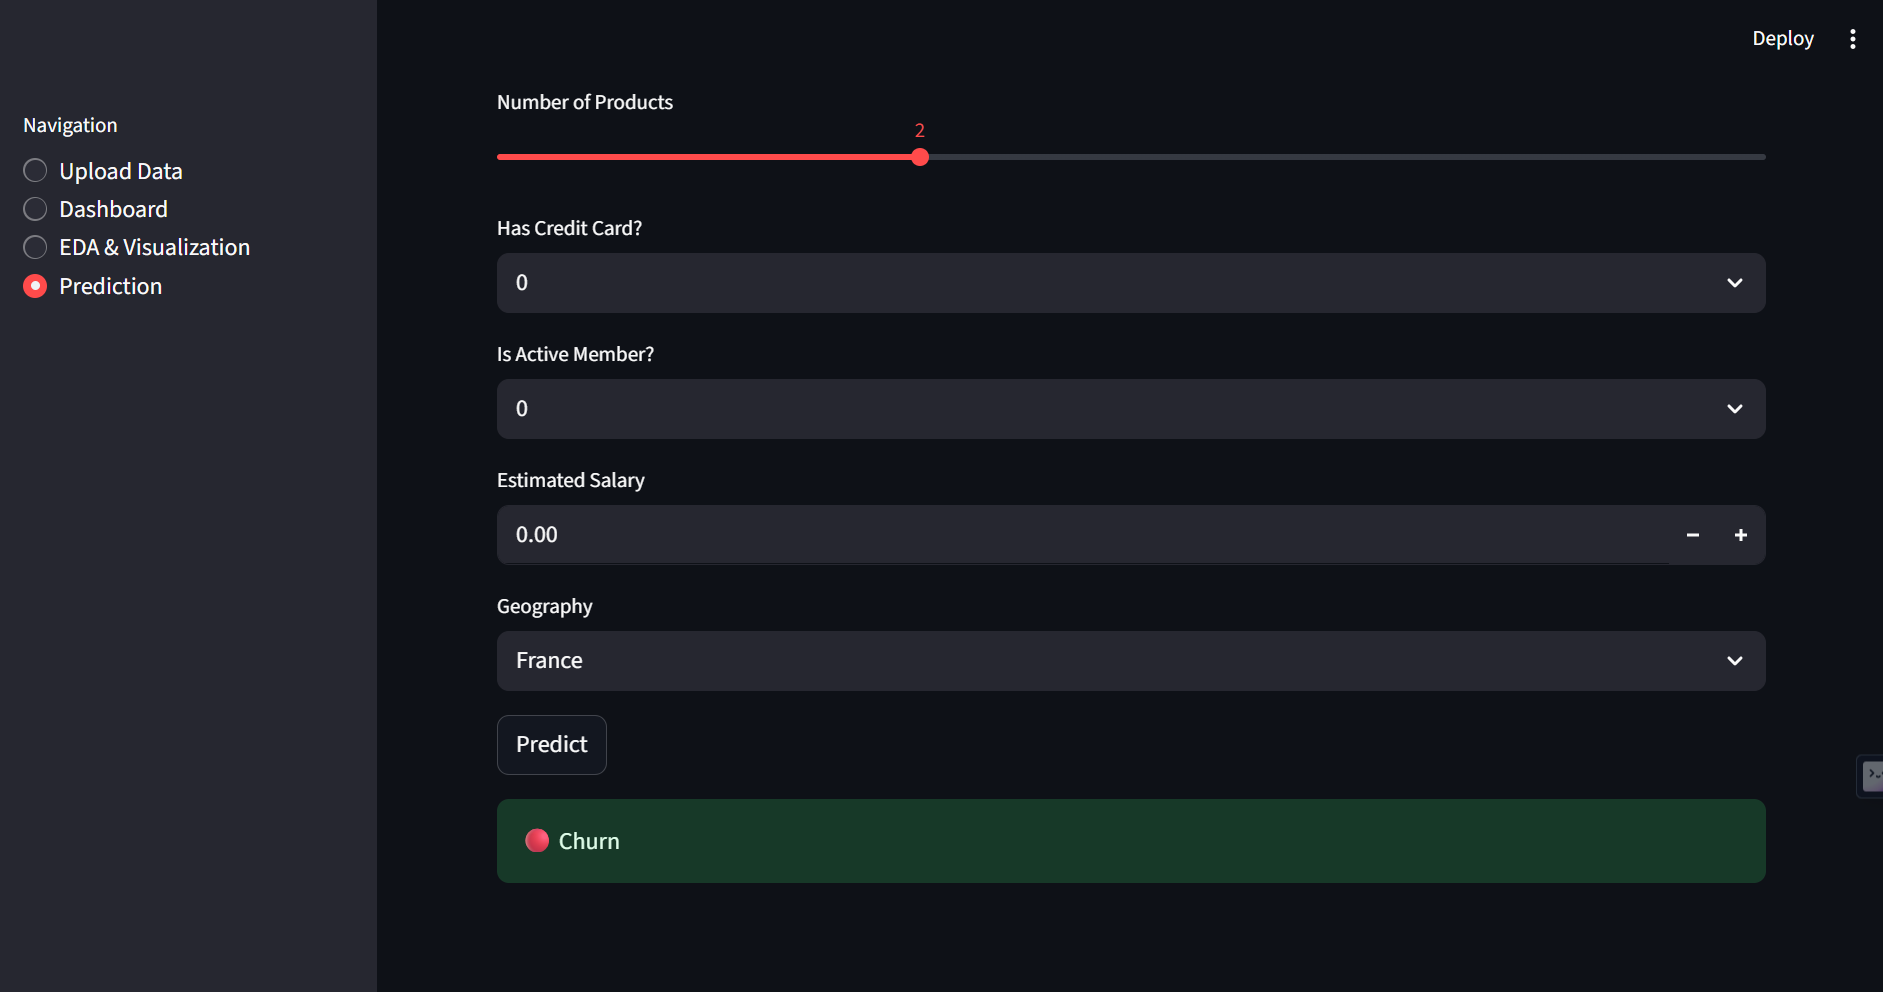 Deploy
Navigation
Upload Data
Dashboard
EDA & Visualization
Prediction
Number of Products
2
Has Credit Card?
0
Is Active Member?
0
Estimated Salary
0.00
Geography
France
Predict
Churn